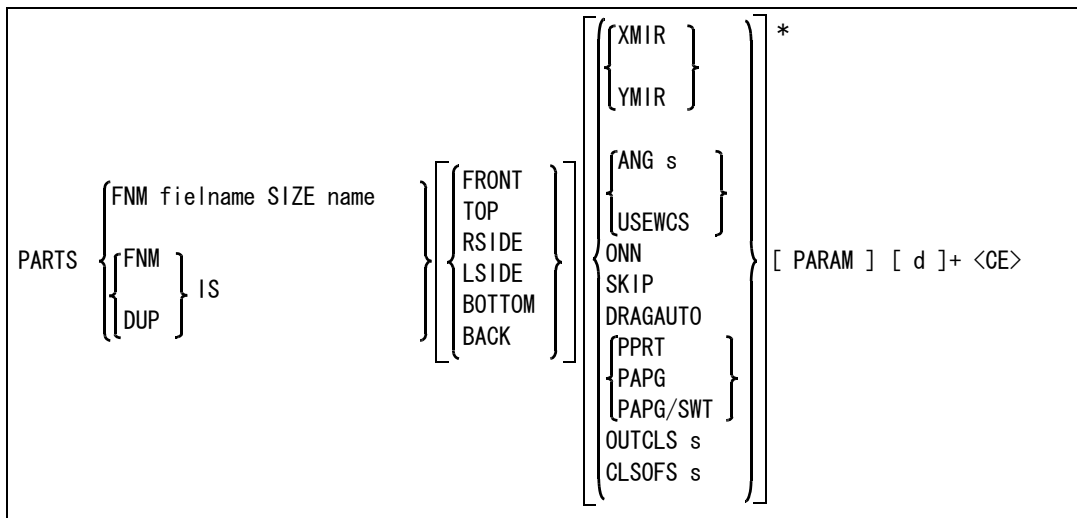 PARTS
FNM fielname SIZE name
FNM
DUP
IS
FRONT
TOP
RSIDE
LSIDE
BOTTOM
BACK
XMIR
YMIR
ANG s
USEWCS
ONN
SKIP
DRAGAUTO
PPRT
PAPG
PAPG/SWT
OUTCLS s
CLSOFS s
*
[ PARAM ] [ d ]+ <CE>